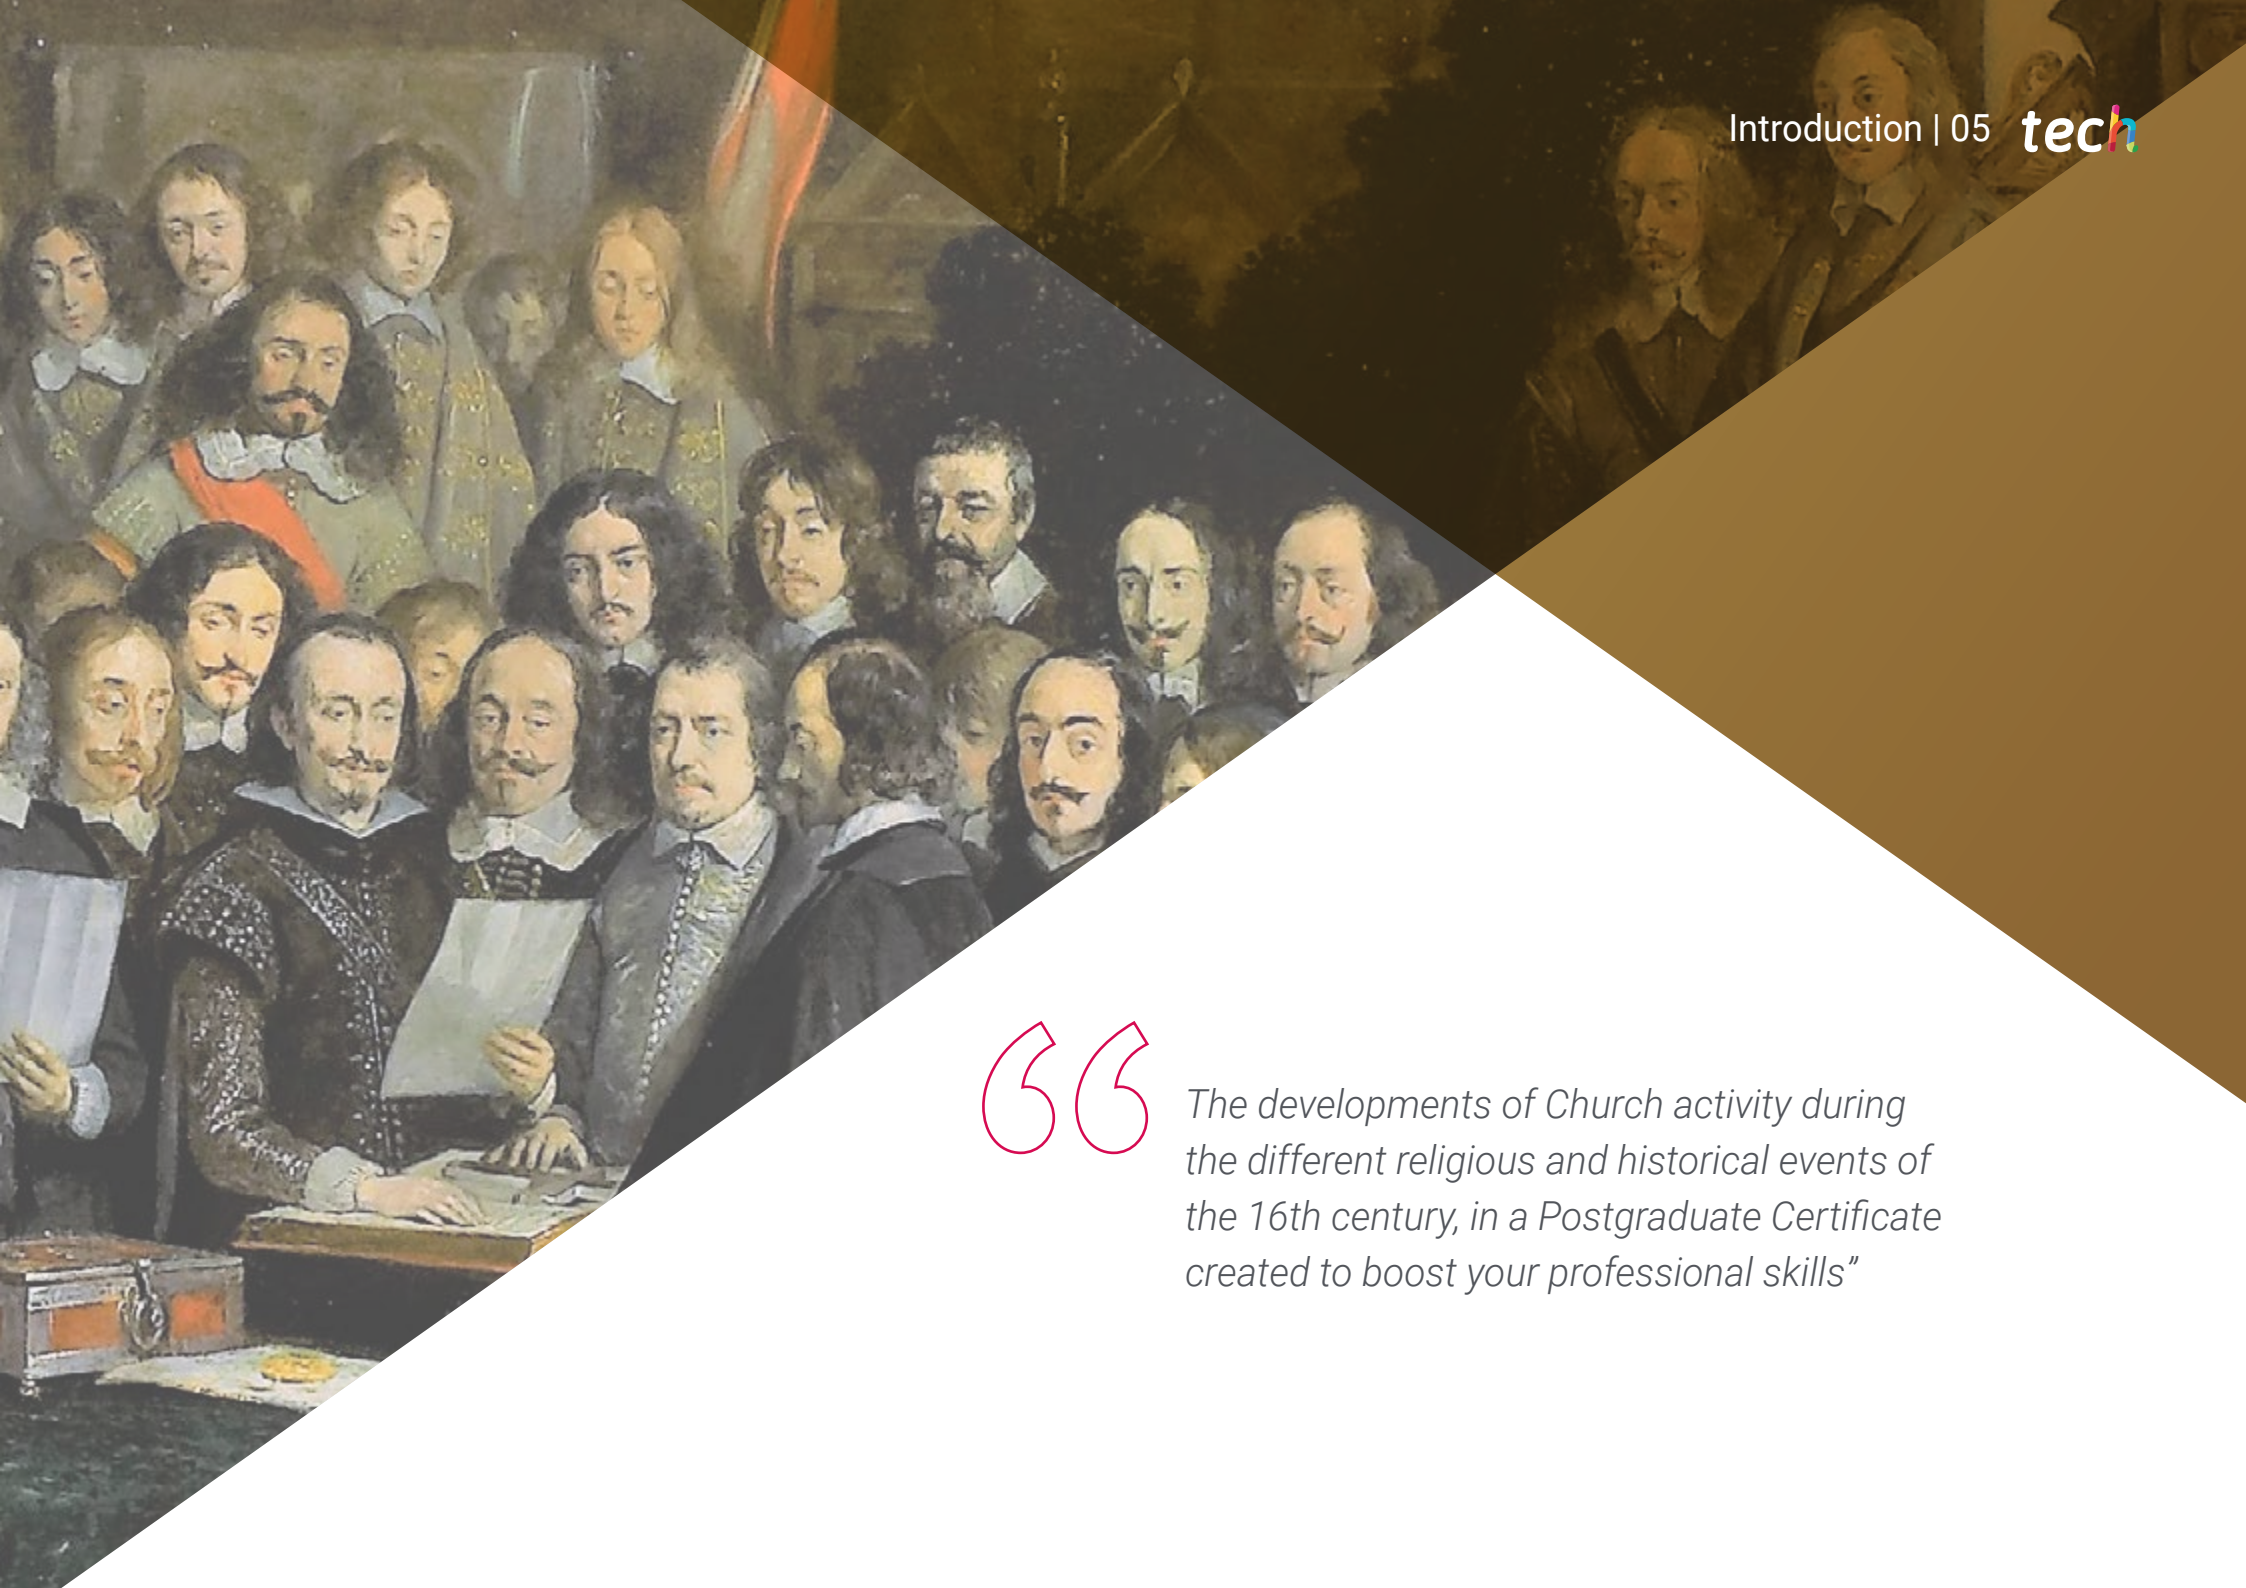 Introduction | 05 tech
The developments of Church activity during
the different religious and historical events of
the 16th century, in a Postgraduate Certificate
created to boost your professional skills”